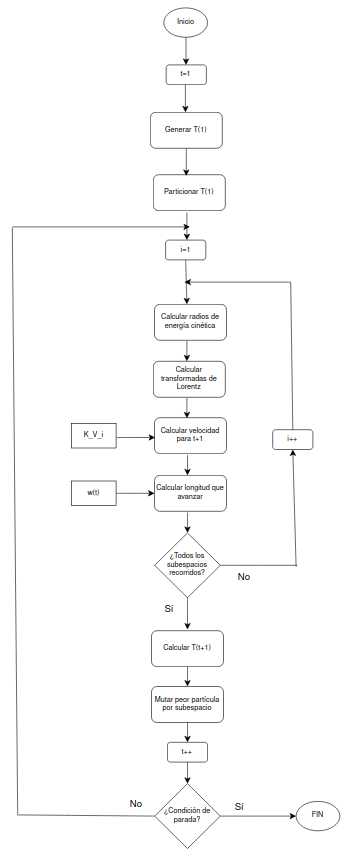 Inicio
t=1
Generar T(1)
Particionar T(1)
i=1
Calcular radios de
energía cinética
Calcular
transformadas de
Lorentz
K_V_i
Calcular velocidad
para t+1
i++
w(t)
Calcular longitud que
avanzar
¿Todos los
subespacios
recorridos?
No
Sí
Calcular T(t+1)
Mutar peor partícula
por subespacio
t++
No
¿Condición de
parada?
Sí
FIN